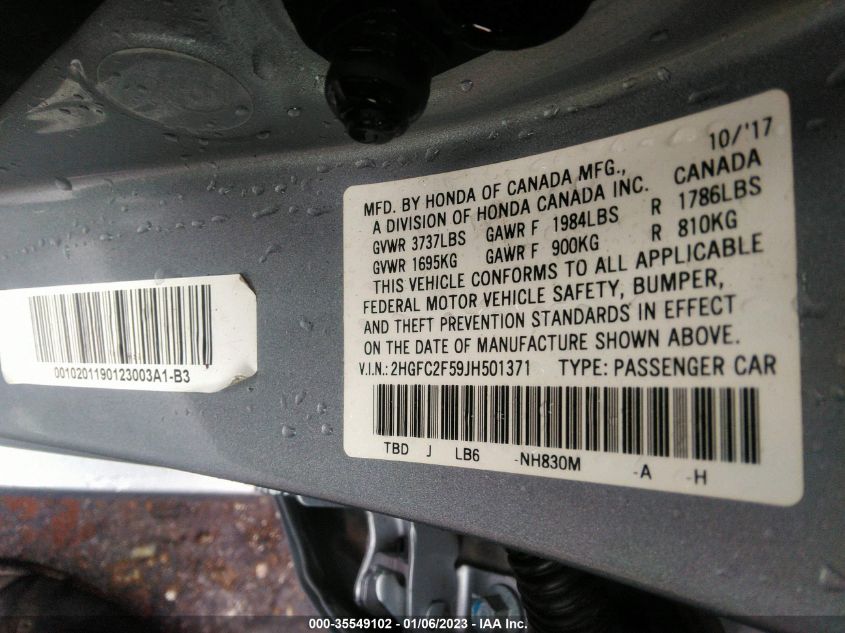 10/'17
MFD. BY HONDA OF CANADA MFG., CANADA
A DIVISION OF HONDA CANADA INC.
GVWR 3737LBS GAWR F 1984LBS R 1786LBS
GVWR 1695KG GAWR F 900KG R 810KG
THIS VEHICLE CONFORMS TO ALL APPLICABLE
FEDERAL MOTOR VEHICLE SAFETY, BUMPER,
AND THEFT PREVENTION STANDARDS IN EFFECT
ON THE DATE OF MANUFACTURE SHOWN ABOVE.
V.I.N.: 2HGFC2F59JH501371 TYPE: PASSENGER CAR
TBD J LB6 -NH830M -A -H
0010201190123003A1-B3
000-35549102 - 01/06/2023 - IAA Inc.